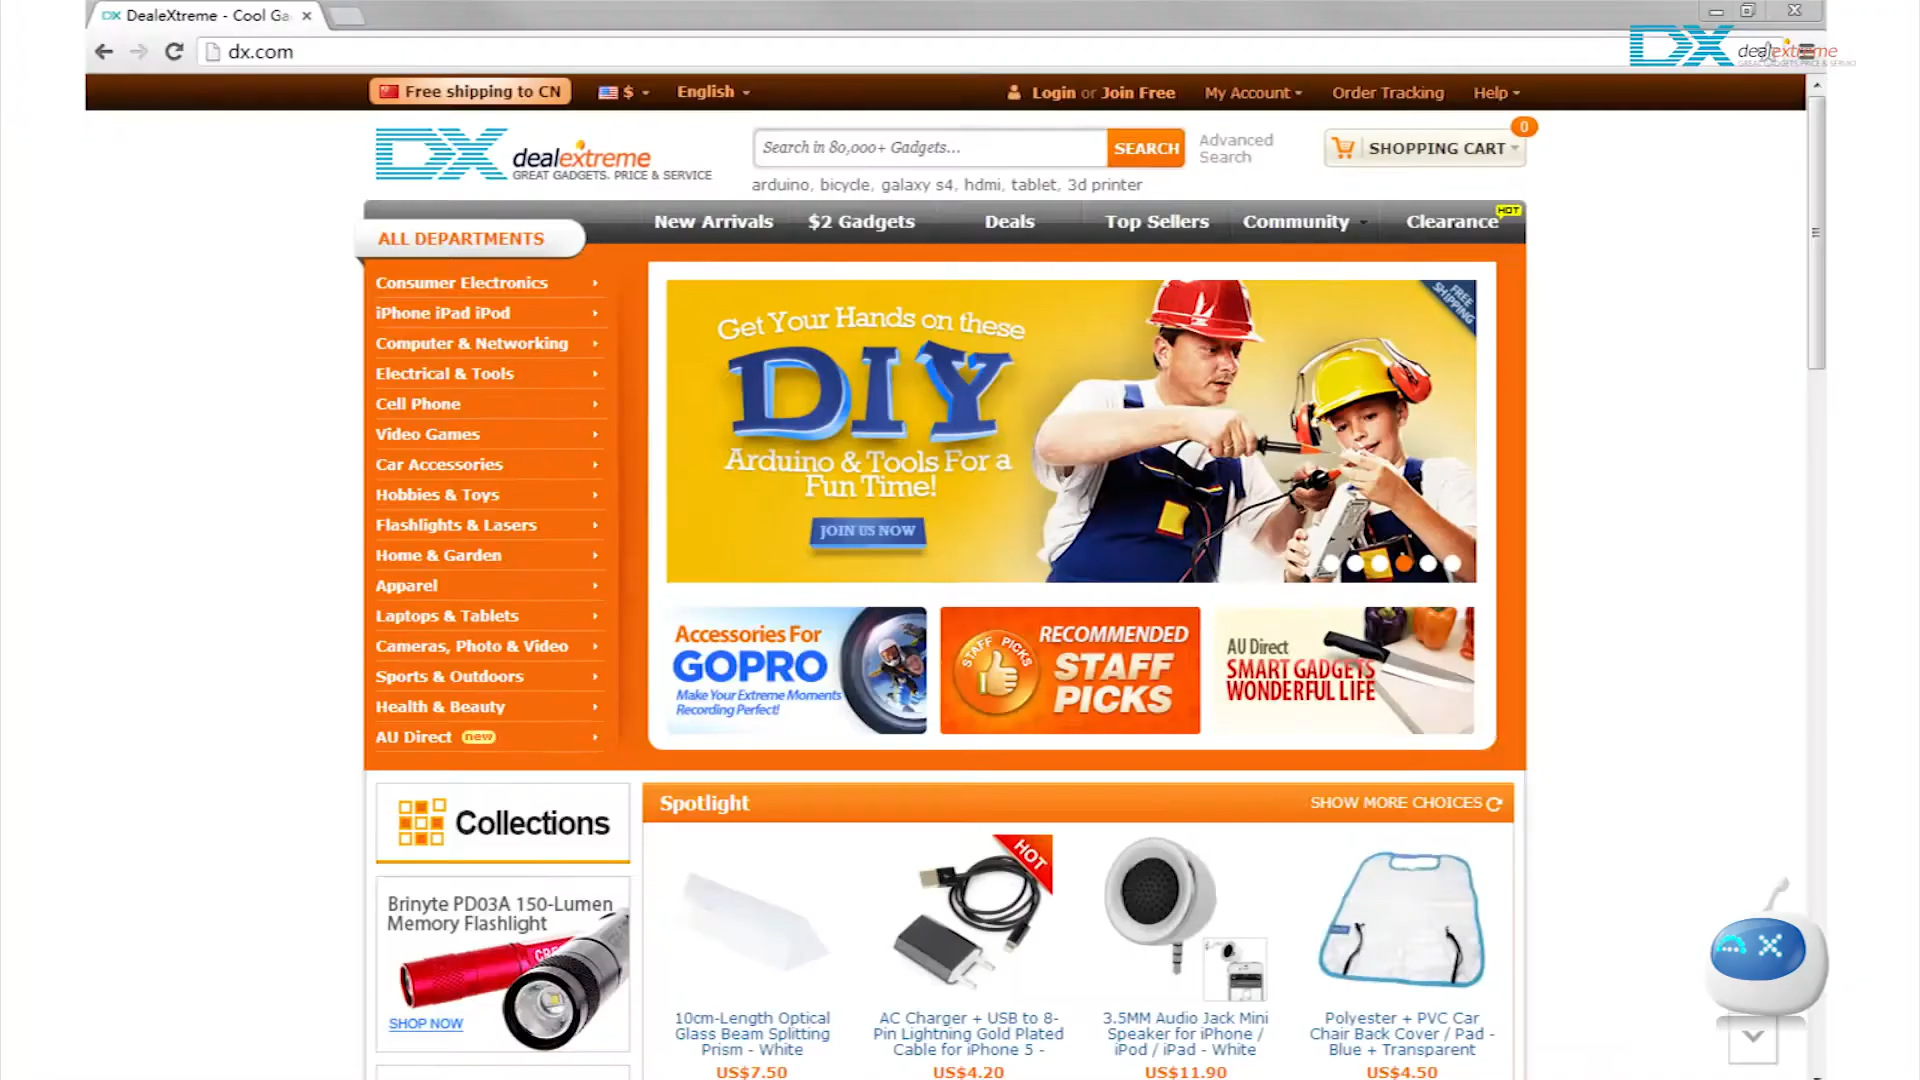 DX DealeXtreme - Cool Ga
dx.com
DX dealextreme
Free shipping to CN
$
English
Login or Join Free
My Account
Order Tracking
Help
DX dealextreme
GREAT GADGETS. PRICE & SERVICE
Search in 80,000+ Gadgets...
SEARCH
Advanced
Search
SHOPPING CART
0
arduino, bicycle, galaxy s4, hdmi, tablet, 3d printer
ALL DEPARTMENTS
New Arrivals
$2 Gadgets
Deals
Top Sellers
Community
Clearance
HOT
Consumer Electronics
iPhone iPad iPod
Computer & Networking
Electrical & Tools
Cell Phone
Video Games
Car Accessories
Hobbies & Toys
Flashlights & Lasers
Home & Garden
Apparel
Laptops & Tablets
Cameras, Photo & Video
Sports & Outdoors
Health & Beauty
AU Direct new
Get Your Hands on these
DIY
Arduino & Tools For a
Fun Time!
JOIN US NOW
FREE
SHIPPING
Accessories For
GOPRO
Make Your Extreme Moments
Recording Perfect!
STAFF PICKS
RECOMMENDED
STAFF
PICKS
AU Direct
SMART GADGETS
WONDERFUL LIFE
Collections
Brinyte PD03A 150-Lumen
Memory Flashlight
SHOP NOW
Spotlight
SHOW MORE CHOICES
HOT
10cm-Length Optical
Glass Beam Splitting
Prism - White
US$7.50
AC Charger + USB to 8-
Pin Lightning Gold Plated
Cable for iPhone 5 -
US$4.20
3.5MM Audio Jack Mini
Speaker for iPhone /
iPod / iPad - White
US$11.90
Polyester + PVC Car
Chair Back Cover / Pad -
Blue + Transparent
US$4.50